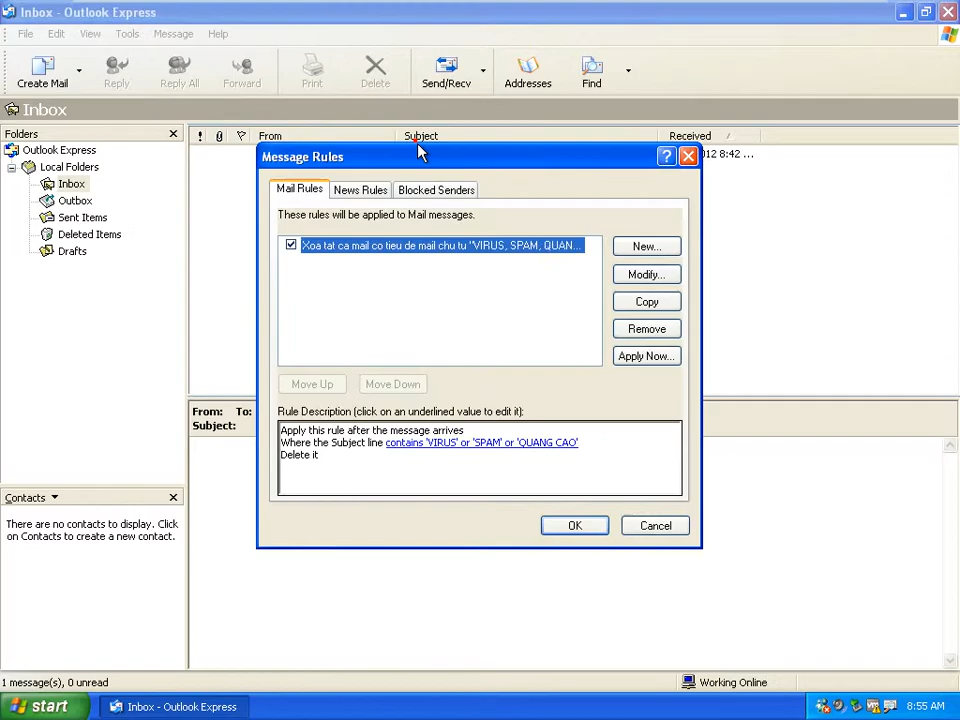 Inbox - Outlook Express
File Edit View Tools Message Help
Create Mail Reply Reply All Forward Print Delete Send/Recv Addresses Find
Inbox
Folders
! From Subject Received
Outlook Express
Local Folders
Inbox
Outbox
Sent Items
Deleted Items
Drafts
012 8:42 ...
Message Rules
Mail Rules News Rules Blocked Senders
These rules will be applied to Mail messages.
Xoa tat ca mail co tieu de mail chu tu "VIRUS, SPAM, QUAN...
New...
Modify...
Copy
Remove
Apply Now...
Move Up Move Down
Rule Description (click on an underlined value to edit it):
Apply this rule after the message arrives
Where the Subject line contains 'VIRUS' or 'SPAM' or 'QUANG CAO'
Delete it
OK Cancel
From: To:
Subject:
Contacts
There are no contacts to display. Click
on Contacts to create a new contact.
1 message(s), 0 unread
Working Online
start
Inbox - Outlook Express
8:55 AM